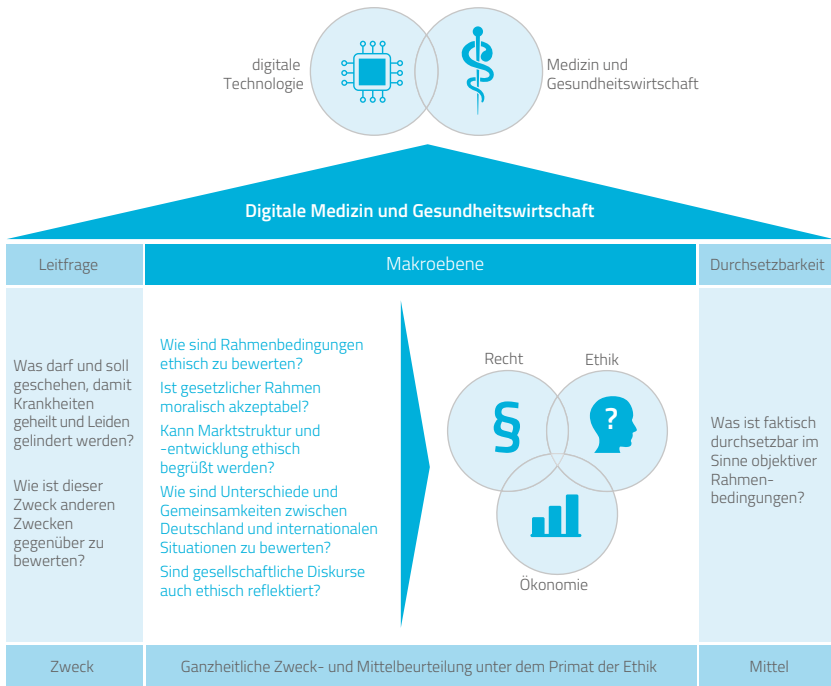 digitale
Technologie
Medizin und
Gesundheitswirtschaft
Digitale Medizin und Gesundheitswirtschaft
Leitfrage
Makroebene
Durchsetzbarkeit
Was darf und soll
geschehen, damit
Krankheiten
geheilt und Leiden
gelindert werden?
Wie ist dieser
Zweck anderen
Zwecken
gegenüber zu
bewerten?
Wie sind Rahmenbedingungen
ethisch zu bewerten?
Ist gesetzlicher Rahmen
moralisch akzeptabel?
Kann Marktstruktur und
-entwicklung ethisch
begrüßt werden?
Wie sind Unterschiede und
Gemeinsamkeiten zwischen
Deutschland und internationalen
Situationen zu bewerten?
Sind gesellschaftliche Diskurse
auch ethisch reflektiert?
Recht
Ethik
§
?
Ökonomie
Was ist faktisch
durchsetzbar im
Sinne objektiver
Rahmen-
bedingungen?
Zweck
Ganzheitliche Zweck- und Mittelbeurteilung unter dem Primat der Ethik
Mittel